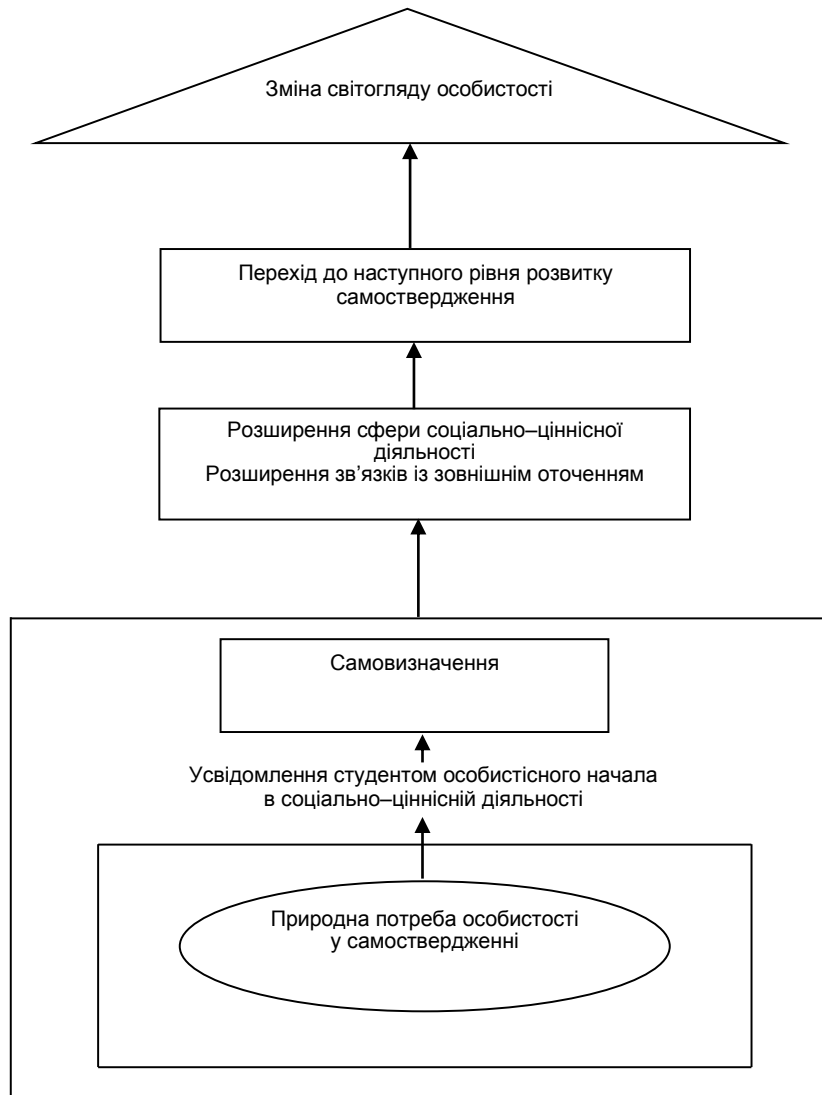 Зміна світогляду особистості
Перехід до наступного рівня розвитку
самоствердження
Розширення сфери соціально–ціннісної
діяльності
Розширення зв’язків із зовнішнім оточенням
Самовизначення
Усвідомлення студентом особистісного начала
в соціально–ціннісній діяльності
Природна потреба особистості
у самоствердженні